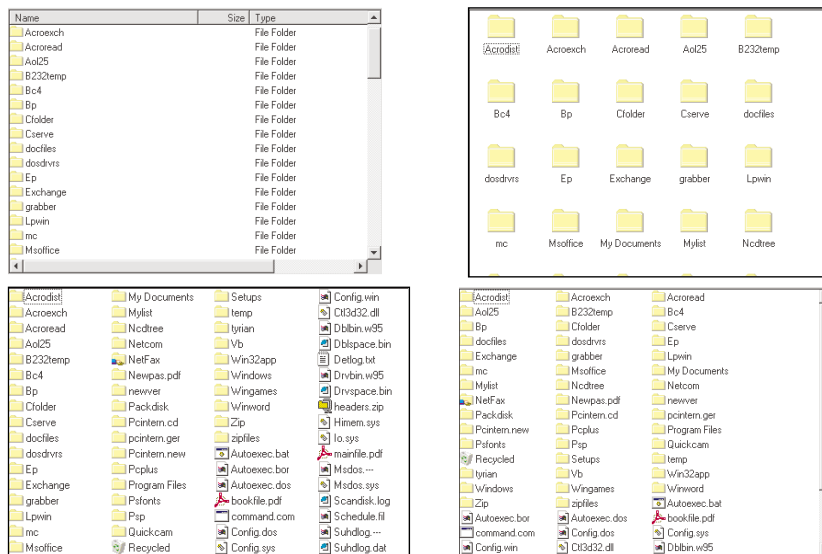 Name Size Type
Acroexch File Folder
Acroread File Folder
Aol25 File Folder
B232temp File Folder
Bc4 File Folder
Bp File Folder
Cfolder File Folder
Cserve File Folder
docfiles File Folder
dosdrvrs File Folder
Ep File Folder
Exchange File Folder
grabber File Folder
Lpwin File Folder
mc File Folder
Msoffice File Folder
Acrodist Acroexch Acroread Aol25 B232temp
Bc4 Bp Cfolder Cserve docfiles
dosdrvrs Ep Exchange grabber Lpwin
mc Msoffice My Documents Mylist Ncdtree
Acrodist My Documents Setups Config.win
Acroexch Mylist temp Ctl3d32.dll
Acroread Ncdtree tyrian Dblbin.w95
Aol25 Netcom Vb Dblspace.bin
B232temp NetFax Win32app Detlog.txt
Bc4 Newpas.pdf Windows Drvbin.w95
Bp newver Wingames Drvspace.bin
Cfolder Packdisk Winword headers.zip
Cserve Pcintern.cd Zip Himem.sys
docfiles pcintern.ger zipfiles Io.sys
dosdrvrs Pcintern.new Autoexec.bat mainfile.pdf
Ep Pcplus Autoexec.bor Msdos.---
Exchange Program Files Autoexec.dos Msdos.sys
grabber Psfonts bookfile.pdf Scandisk.log
Lpwin Psp command.com Schedule.fil
mc Quickcam Config.dos Suhdlog.---
Msoffice Recycled Config.sys Suhdlog.dat
Acrodist Acroexch Acroread
Aol25 B232temp Bc4
Bp Cfolder Cserve
docfiles dosdrvrs Ep
Exchange grabber Lpwin
mc Msoffice My Documents
Mylist Ncdtree Netcom
NetFax Newpas.pdf newver
Packdisk Pcintern.cd pcintern.ger
Pcintern.new Pcplus Program Files
Psfonts Psp Quickcam
Recycled Setups temp
tyrian Vb Win32app
Windows Wingames Winword
Zip zipfiles Autoexec.bat
Autoexec.bor Autoexec.dos bookfile.pdf
command.com Config.dos Config.sys
Config.win Ctl3d32.dll Dblbin.w95